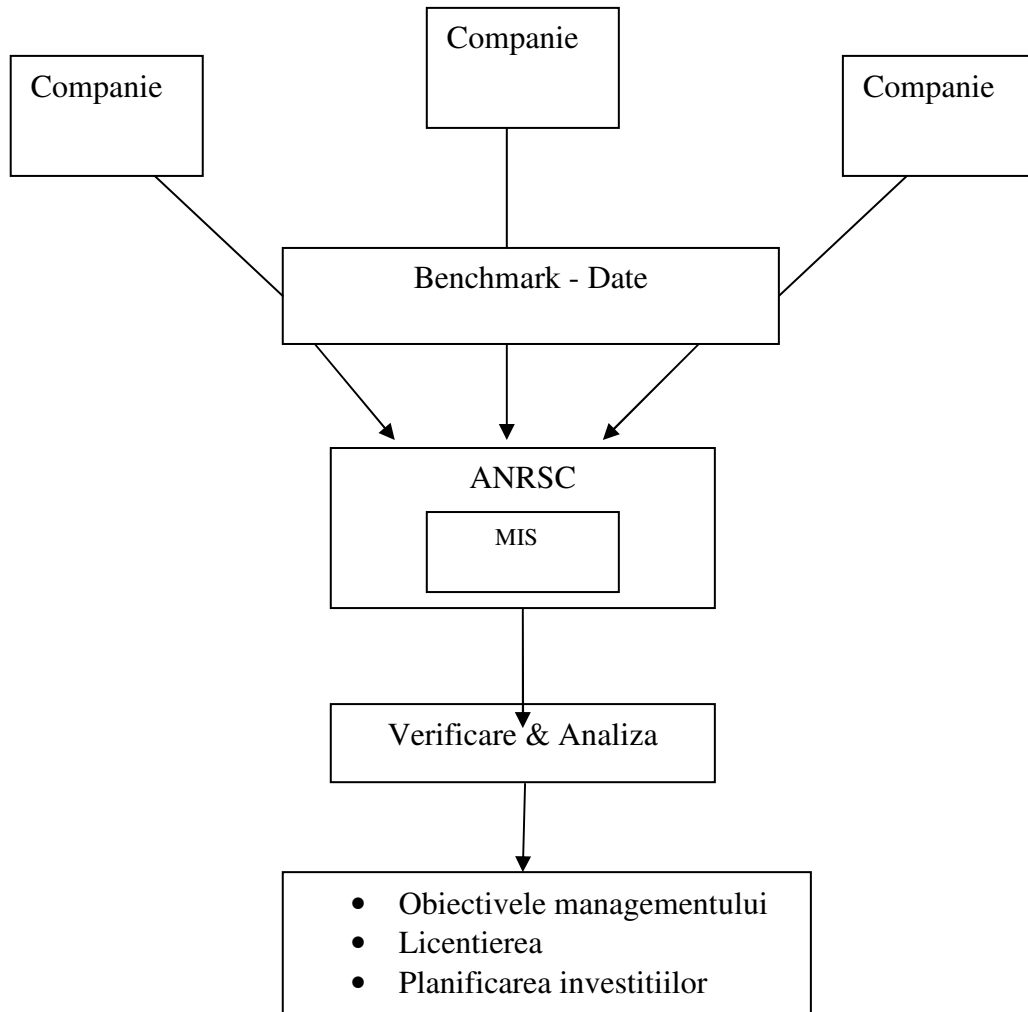 Companie
Companie
Companie
Benchmark - Date
ANRSC
MIS
Verificare & Analiza
• Obiectivele managementului
• Licentierea
• Planificarea investitiilor